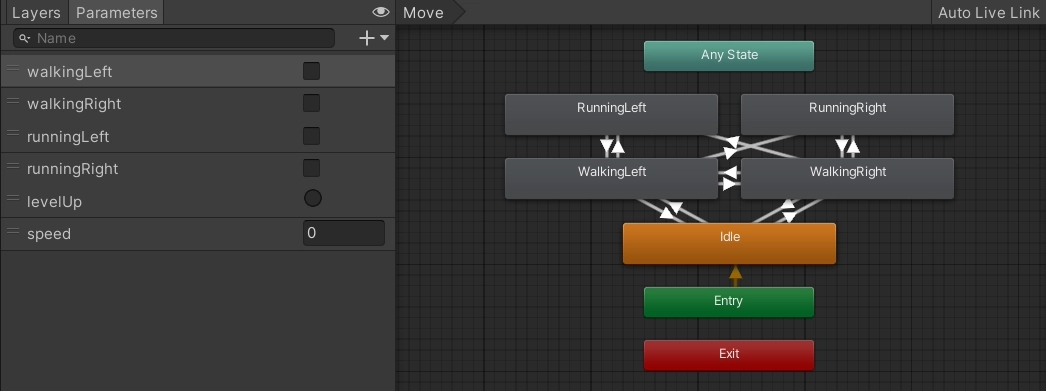 Layers Parameters
Name
walkingLeft
walkingRight
runningLeft
runningRight
levelUp
speed 0
Move Auto Live Link
Any State
RunningLeft RunningRight
WalkingLeft WalkingRight
Idle
Entry
Exit